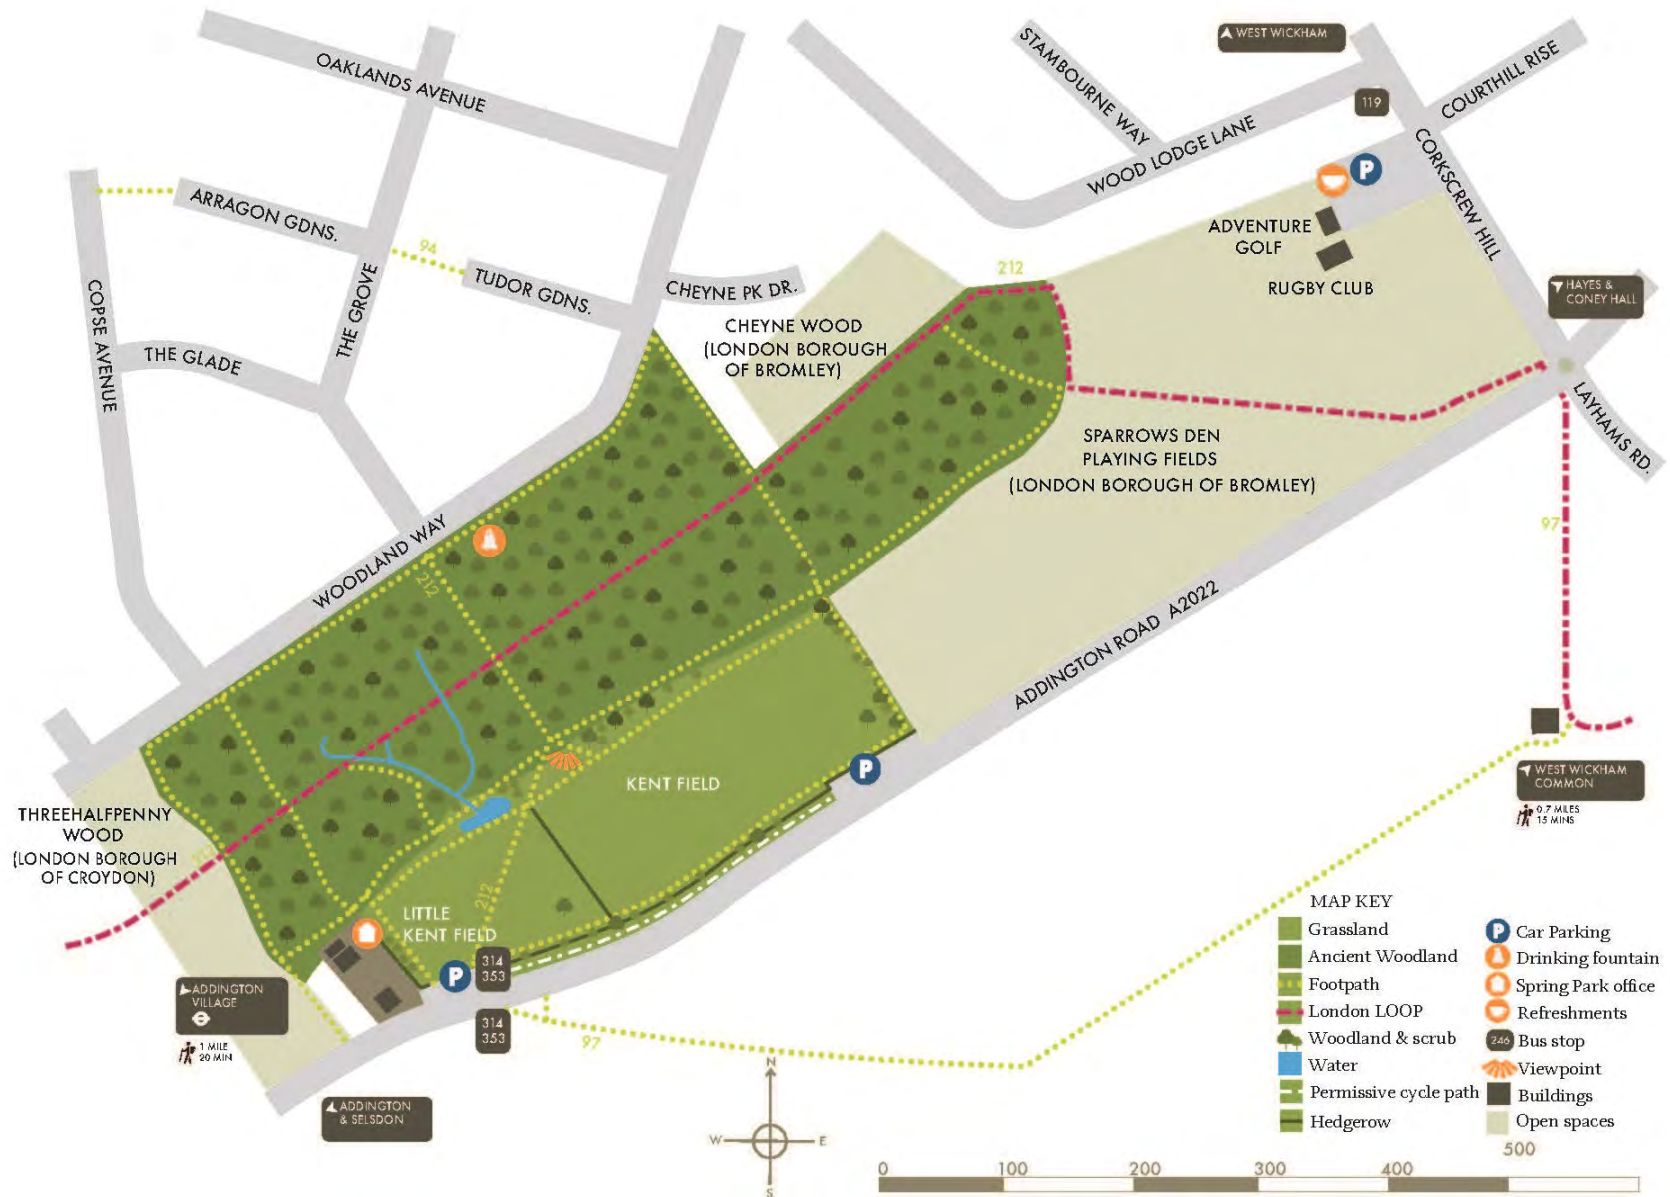 WEST WICKHAM
OAKLANDS AVENUE
STAMBOURNE WAY
COURTHILL RISE
119
WOOD LODGE LANE
CORKSCREW HILL
P
ARRAGON GDNS.
94
TUDOR GDNS.
CHEYNE PK DR.
THE GROVE
COPSE AVENUE
THE GLADE
ADVENTURE
GOLF
RUGBY CLUB
212
HAYES &
CONEY HALL
CHEYNE WOOD
(LONDON BOROUGH
OF BROMLEY)
LAYHAMS RD.
SPARROWS DEN
PLAYING FIELDS
(LONDON BOROUGH OF BROMLEY)
WOODLAND WAY
212
97
ADDINGTON ROAD A2022
KENT FIELD
P
WEST WICKHAM
COMMON
0.7 MILES
15 MINS
THREEHALFPENNY
WOOD
(LONDON BOROUGH
OF CROYDON)
212
LITTLE
KENT FIELD
P
314
353
314
353
97
ADDINGTON
VILLAGE
1 MILE
20 MIN
ADDINGTON
& SELSDON
N
W
E
S
MAP KEY
Grassland
Ancient Woodland
Footpath
London LOOP
Woodland & scrub
Water
Permissive cycle path
Hedgerow
P Car Parking
Drinking fountain
Spring Park office
Refreshments
246 Bus stop
Viewpoint
Buildings
Open spaces
0 100 200 300 400 500